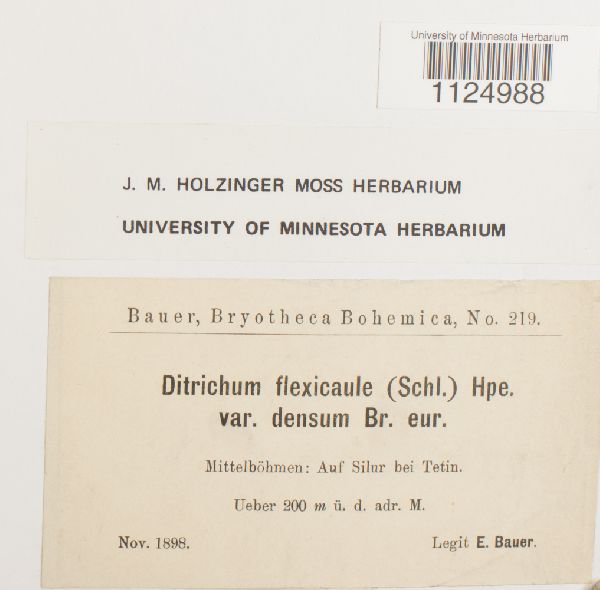 University of Minnesota Herbarium
1124988
J. M. HOLZINGER MOSS HERBARIUM
UNIVERSITY OF MINNESOTA HERBARIUM
Bauer, Bryotheca Bohemica, No. 219.
Ditrichum flexicaule (Schl.) Hpe.
var. densum Br. eur.
Mittelböhmen: Auf Silur bei Tetin.
Ueber 200 m ü. d. adr. M.
Nov. 1898. Legit E. Bauer.